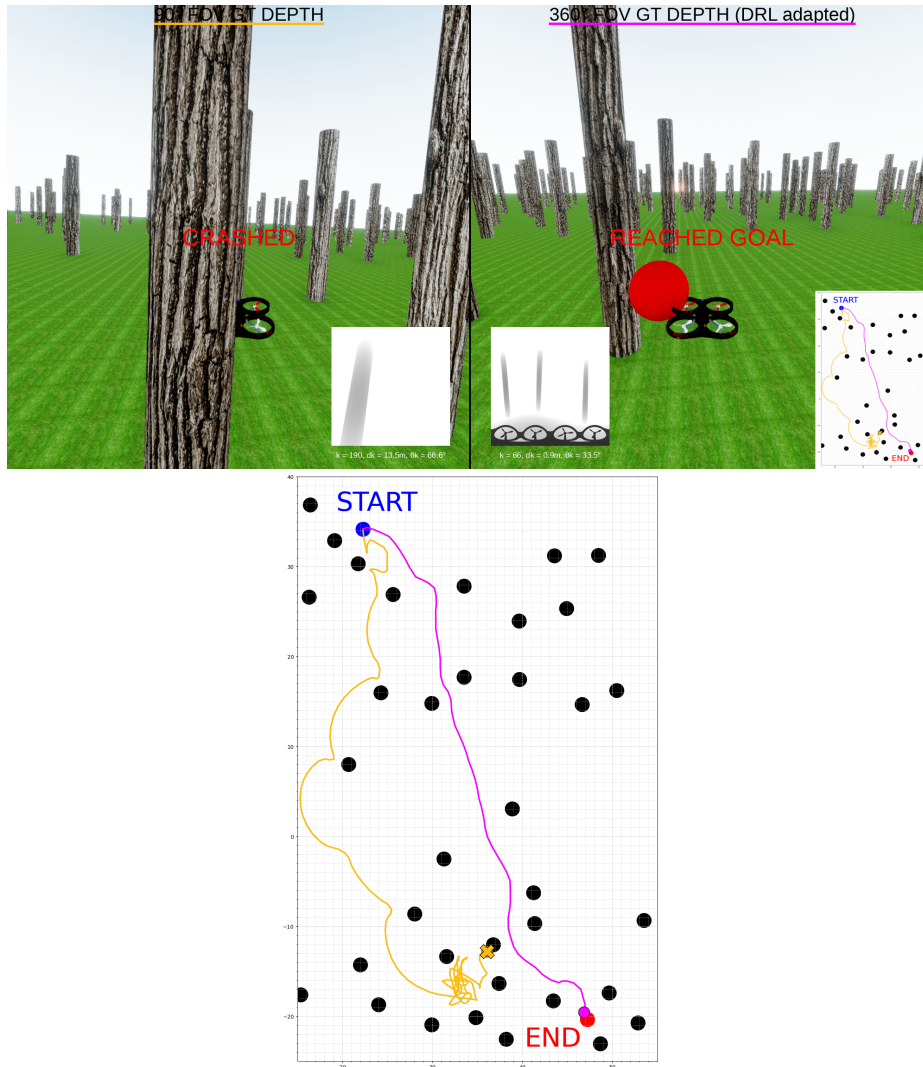 90° FOV GT DEPTH
360° FOV GT DEPTH (DRL adapted)
CRASHED
REACHED GOAL
START
END
k = 190, dk = 13.5m, θk = 66.6°
k = 66, dk = 0.9m, θk = 33.5°
40
START
30
20
10
0
−10
−20
END